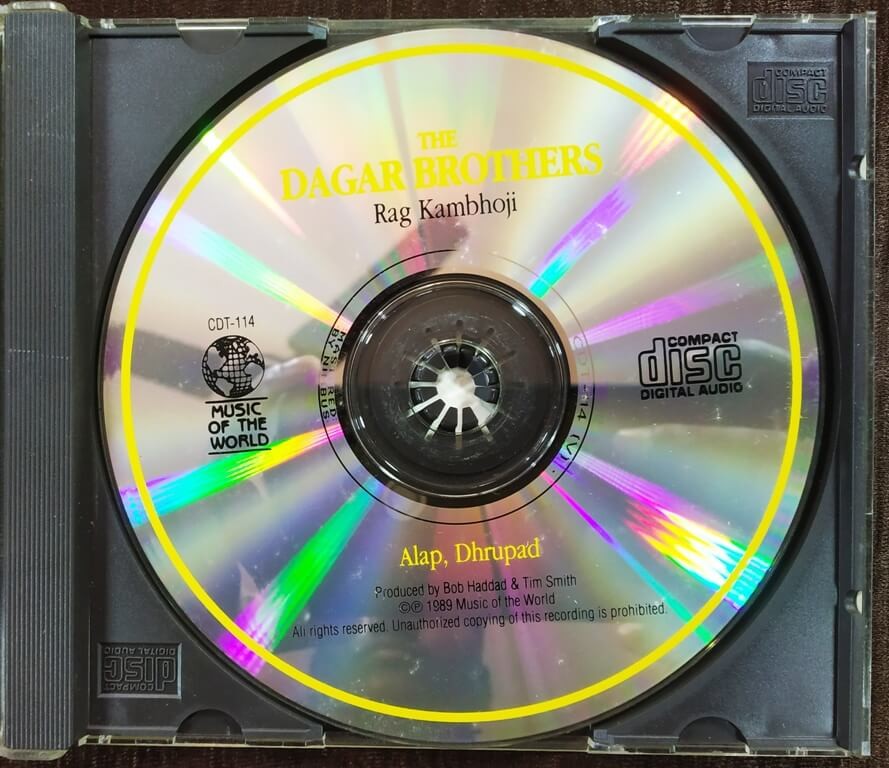 COMPACT
disc
DIGITAL AUDIO
THE
DAGAR BROTHERS
Rag Kambhoji
CDT-114
MUSIC
OF THE
WORLD
COMPACT
disc
DIGITAL AUDIO
BY NIMBUS
Alap, Dhrupad
Produced by Bob Haddad & Tim Smith
©℗ 1989 Music of the World
All rights reserved. Unauthorized copying of this recording is prohibited.
COMPACT
disc
DIGITAL AUDIO